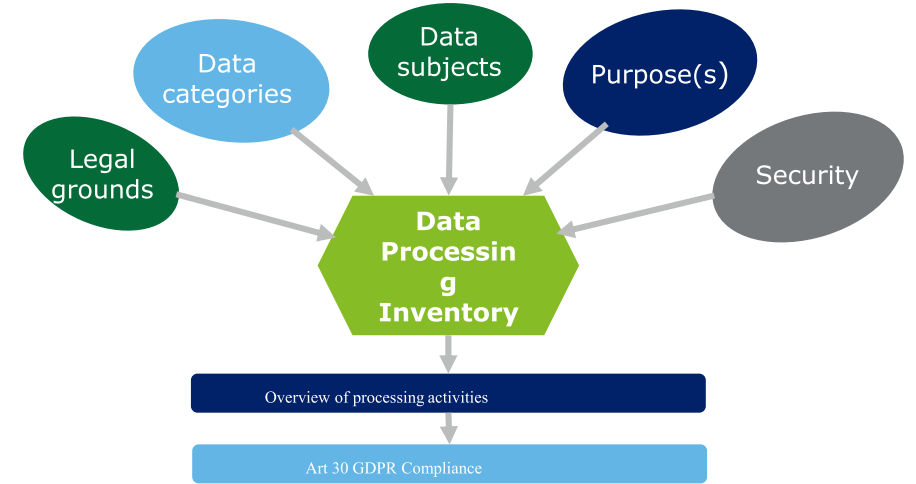 Data
subjects
Data
categories
Purpose(s)
Legal
grounds
Security
Data
Processin
g
Inventory
Overview of processing activities
Art 30 GDPR Compliance